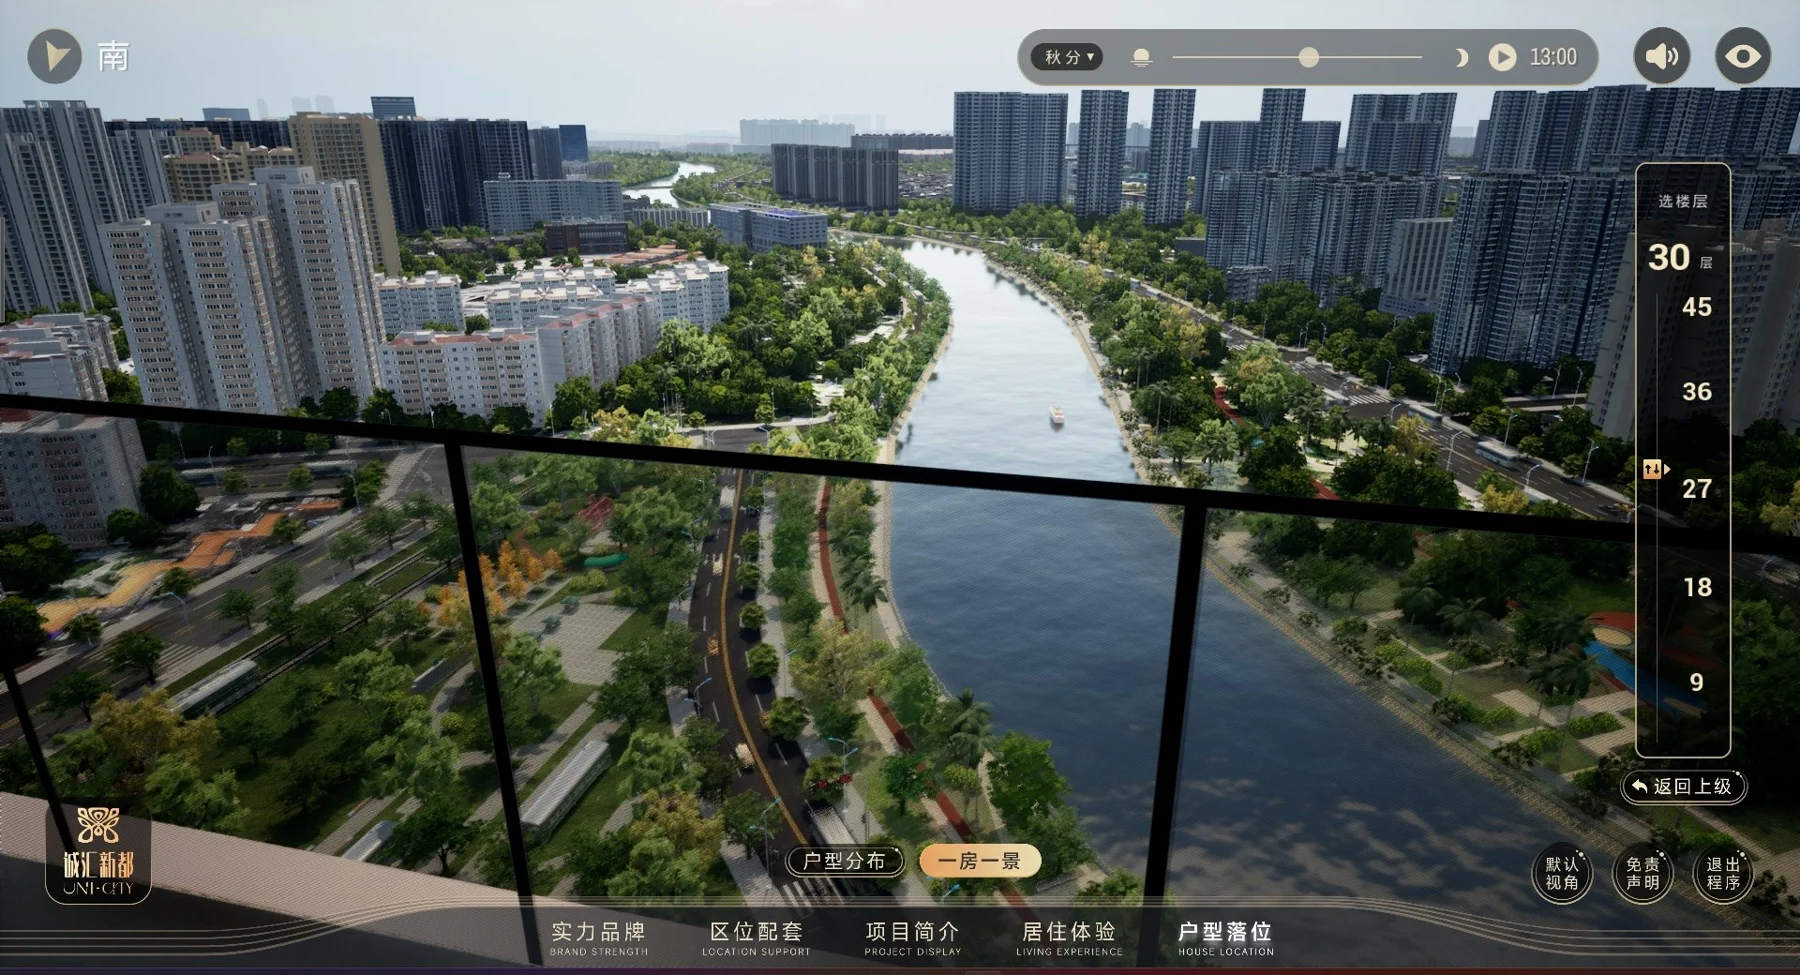 南
秋分▼
13:00
选楼层
30 层
45
36
27
18
9
返回上级
户型分布
一房一景
默认
视角
免责
声明
退出
程序
诚汇新都
UNI-CITY
实力品牌
BRAND STRENGTH
区位配套
LOCATION SUPPORT
项目简介
PROJECT DISPLAY
居住体验
LIVING EXPERIENCE
户型落位
HOUSE LOCATION